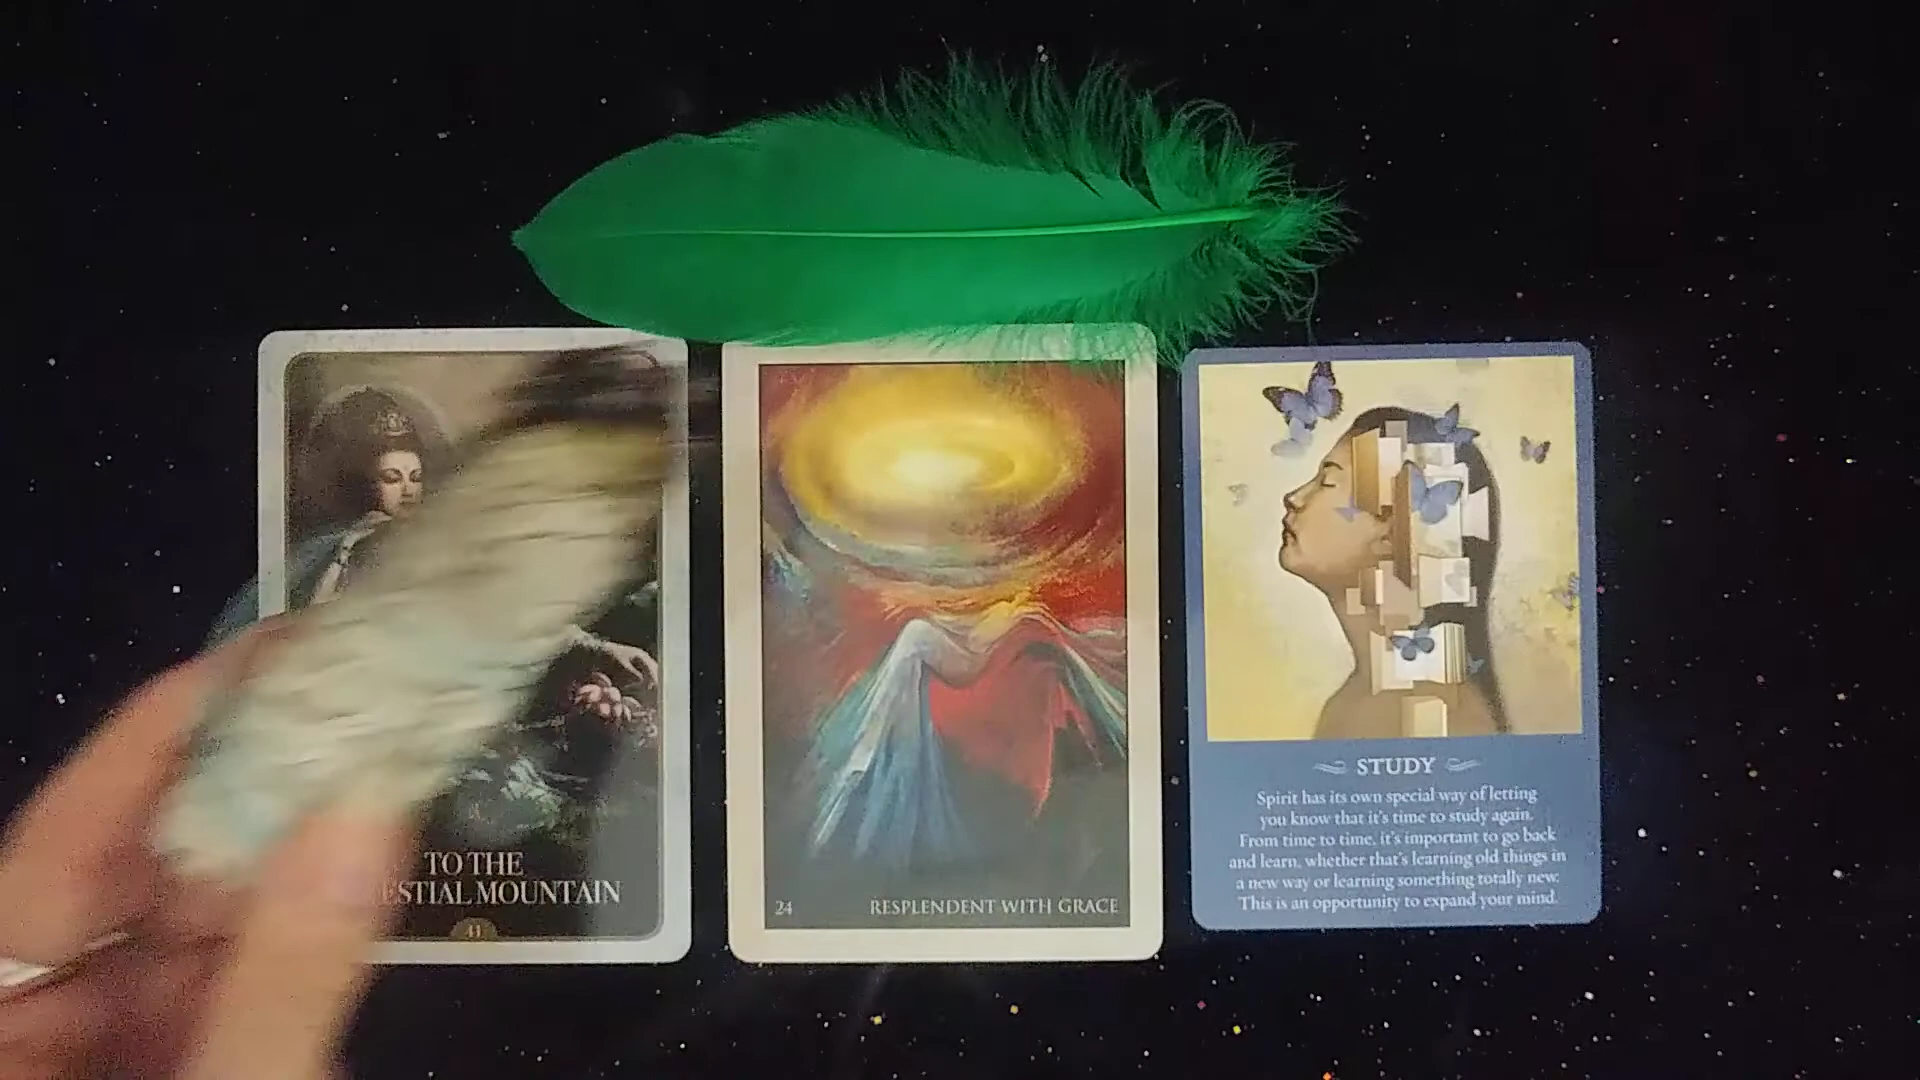 TO THE
ESTIAL MOUNTAIN
41
24 RESPLENDENT WITH GRACE
STUDY
Spirit has its own special way of letting
you know that it's time to study again.
From time to time, it's important to go back
and learn, whether that's learning old things in
a new way or learning something totally new.
This is an opportunity to expand your mind.